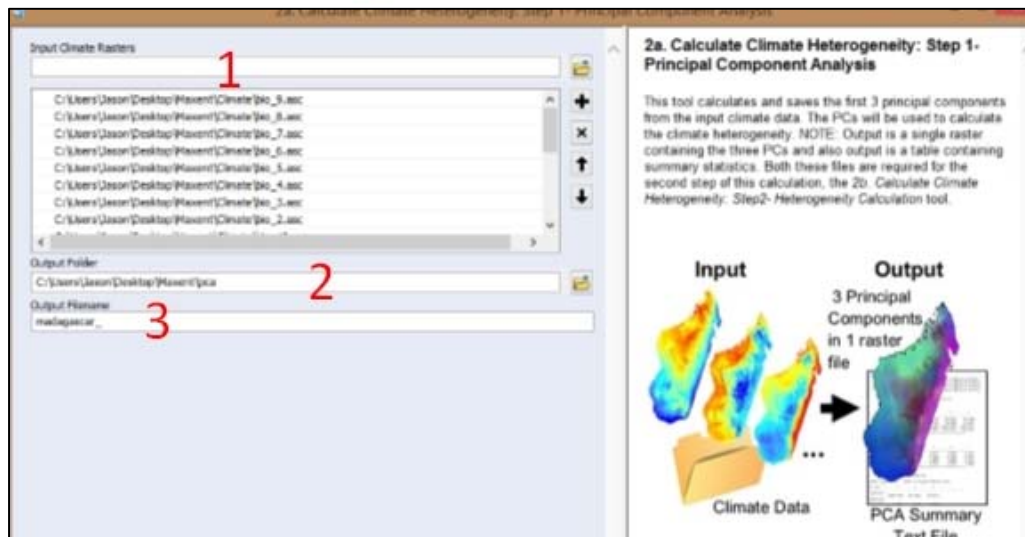 2a. Calculate Climate Heterogeneity: Step 1- Principal Component Analysis
Input Climate Rasters
1
C:\Users\Jason\Desktop\Maxent\Climate\bio_9.asc
C:\Users\Jason\Desktop\Maxent\Climate\bio_8.asc
C:\Users\Jason\Desktop\Maxent\Climate\bio_7.asc
C:\Users\Jason\Desktop\Maxent\Climate\bio_6.asc
C:\Users\Jason\Desktop\Maxent\Climate\bio_5.asc
C:\Users\Jason\Desktop\Maxent\Climate\bio_4.asc
C:\Users\Jason\Desktop\Maxent\Climate\bio_3.asc
C:\Users\Jason\Desktop\Maxent\Climate\bio_2.asc
Output Folder
C:\Users\Jason\Desktop\Maxent\pca
2
Output Filename
madagascar_
3
2a. Calculate Climate Heterogeneity: Step 1-
Principal Component Analysis
This tool calculates and saves the first 3 principal components
from the input climate data. The PCs will be used to calculate
the climate heterogeneity. NOTE: Output is a single raster
containing the three PCs and also output is a table containing
summary statistics. Both these files are required for the
second step of this calculation, the 2b. Calculate Climate
Heterogeneity: Step2- Heterogeneity Calculation tool.
Input
Output
3 Principal
Components
in 1 raster
file
...
Climate Data
PCA Summary
Text File